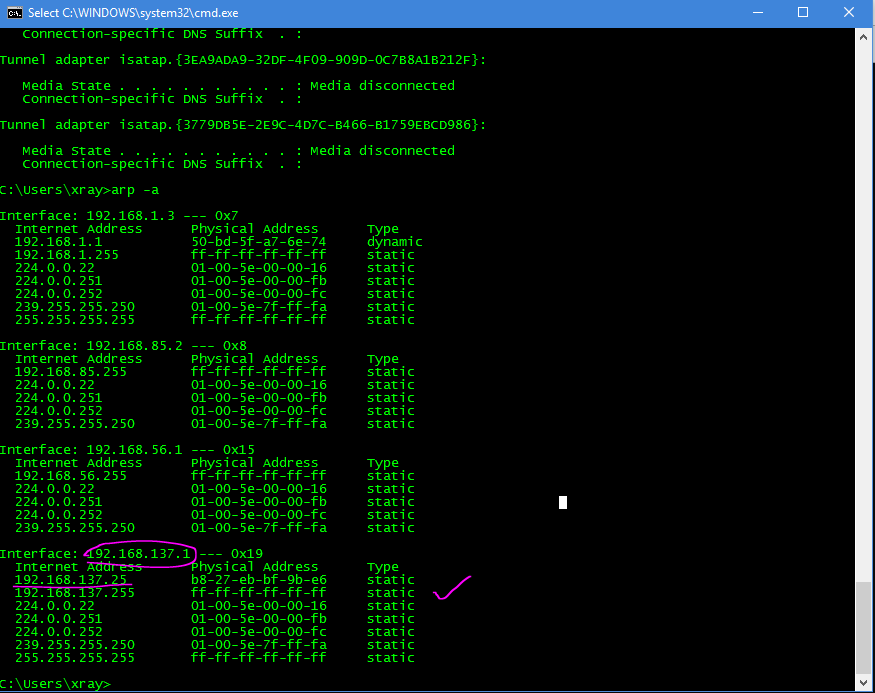 Select C:\WINDOWS\system32\cmd.exe
Connection-specific DNS Suffix  . :
Tunnel adapter isatap.{3EA9ADA9-32DF-4F09-909D-0C7B8A1B212F}:
Media State . . . . . . . . . . . : Media disconnected
Connection-specific DNS Suffix  . :
Tunnel adapter isatap.{3779DB5E-2E9C-4D7C-B466-B1759EBCD986}:
Media State . . . . . . . . . . . : Media disconnected
Connection-specific DNS Suffix  . :
C:\Users\xray>arp -a
Interface: 192.168.1.3 --- 0x7
Internet Address      Physical Address      Type
192.168.1.1           50-bd-5f-a7-6e-74     dynamic
192.168.1.255         ff-ff-ff-ff-ff-ff     static
224.0.0.22            01-00-5e-00-00-16     static
224.0.0.251           01-00-5e-00-00-fb     static
224.0.0.252           01-00-5e-00-00-fc     static
239.255.255.250       01-00-5e-7f-ff-fa     static
255.255.255.255       ff-ff-ff-ff-ff-ff     static
Interface: 192.168.85.2 --- 0x8
Internet Address      Physical Address      Type
192.168.85.255        ff-ff-ff-ff-ff-ff     static
224.0.0.22            01-00-5e-00-00-16     static
224.0.0.251           01-00-5e-00-00-fb     static
224.0.0.252           01-00-5e-00-00-fc     static
239.255.255.250       01-00-5e-7f-ff-fa     static
Interface: 192.168.56.1 --- 0x15
Internet Address      Physical Address      Type
192.168.56.255        ff-ff-ff-ff-ff-ff     static
224.0.0.22            01-00-5e-00-00-16     static
224.0.0.251           01-00-5e-00-00-fb     static
224.0.0.252           01-00-5e-00-00-fc     static
239.255.255.250       01-00-5e-7f-ff-fa     static
Interface: 192.168.137.1 --- 0x19
Internet Address      Physical Address      Type
192.168.137.25        b8-27-eb-bf-9b-e6     static
192.168.137.255       ff-ff-ff-ff-ff-ff     static
224.0.0.22            01-00-5e-00-00-16     static
224.0.0.251           01-00-5e-00-00-fb     static
224.0.0.252           01-00-5e-00-00-fc     static
239.255.255.250       01-00-5e-7f-ff-fa     static
255.255.255.255       ff-ff-ff-ff-ff-ff     static
C:\Users\xray>